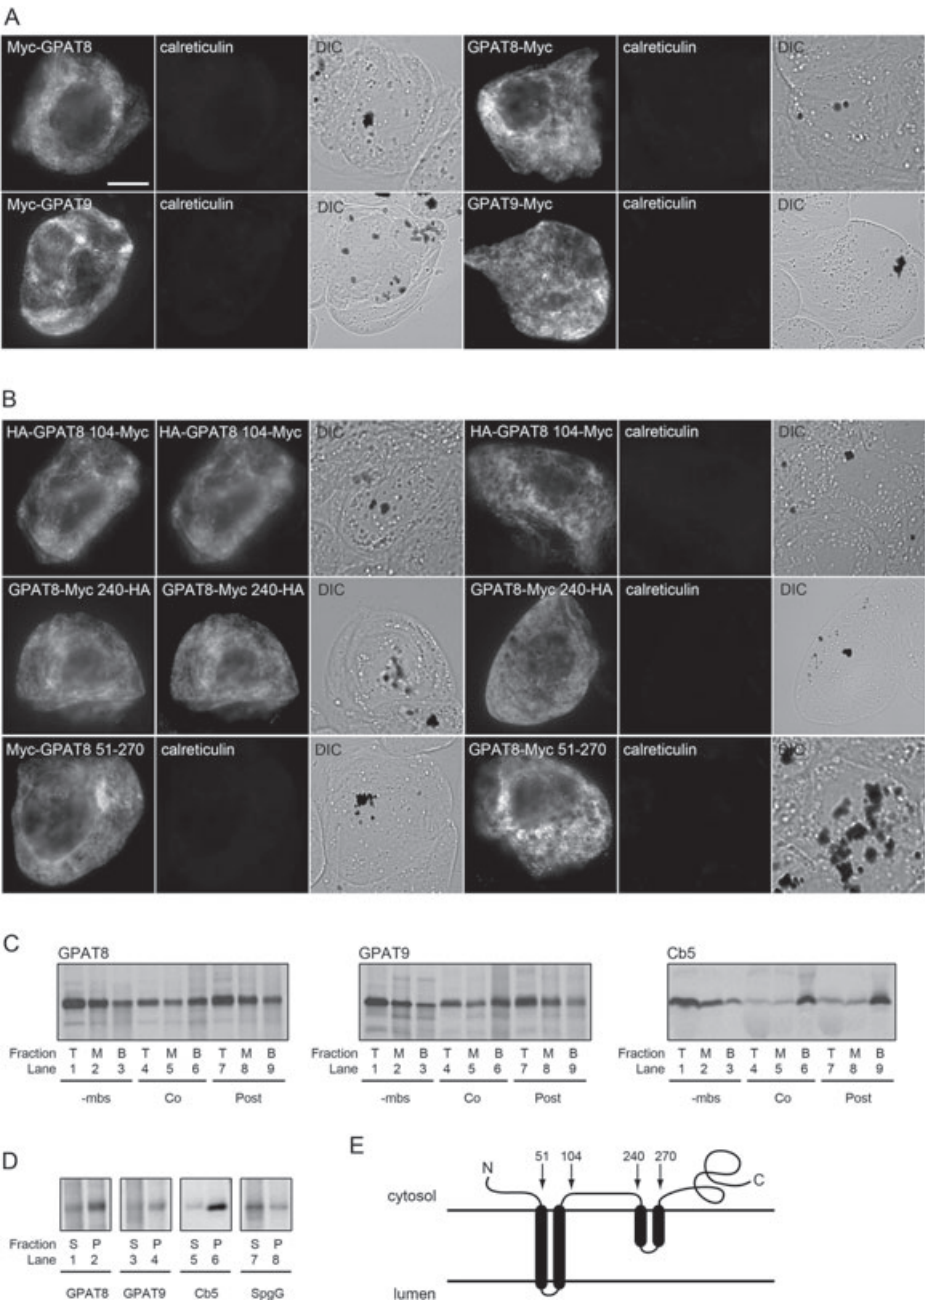 A
Myc-GPAT8 calreticulin DIC GPAT8-Myc calreticulin DIC
Myc-GPAT9 calreticulin DIC GPAT9-Myc calreticulin DIC
B
HA-GPAT8 104-Myc HA-GPAT8 104-Myc DIC HA-GPAT8 104-Myc calreticulin DIC
GPAT8-Myc 240-HA GPAT8-Myc 240-HA DIC GPAT8-Myc 240-HA calreticulin DIC
Myc-GPAT8 51-270 calreticulin DIC GPAT8-Myc 51-270 calreticulin DIC
C
GPAT8 GPAT9 Cb5
Fraction T M B T M B T M B Fraction T M B T M B T M B Fraction T M B T M B T M B
Lane 1 2 3 4 5 6 7 8 9 Lane 1 2 3 4 5 6 7 8 9 Lane 1 2 3 4 5 6 7 8 9
-mbs Co Post -mbs Co Post -mbs Co Post
D
Fraction S P S P S P S P
Lane 1 2 3 4 5 6 7 8
GPAT8 GPAT9 Cb5 SpgG
E
51 104 240 270
N
C
cytosol
lumen